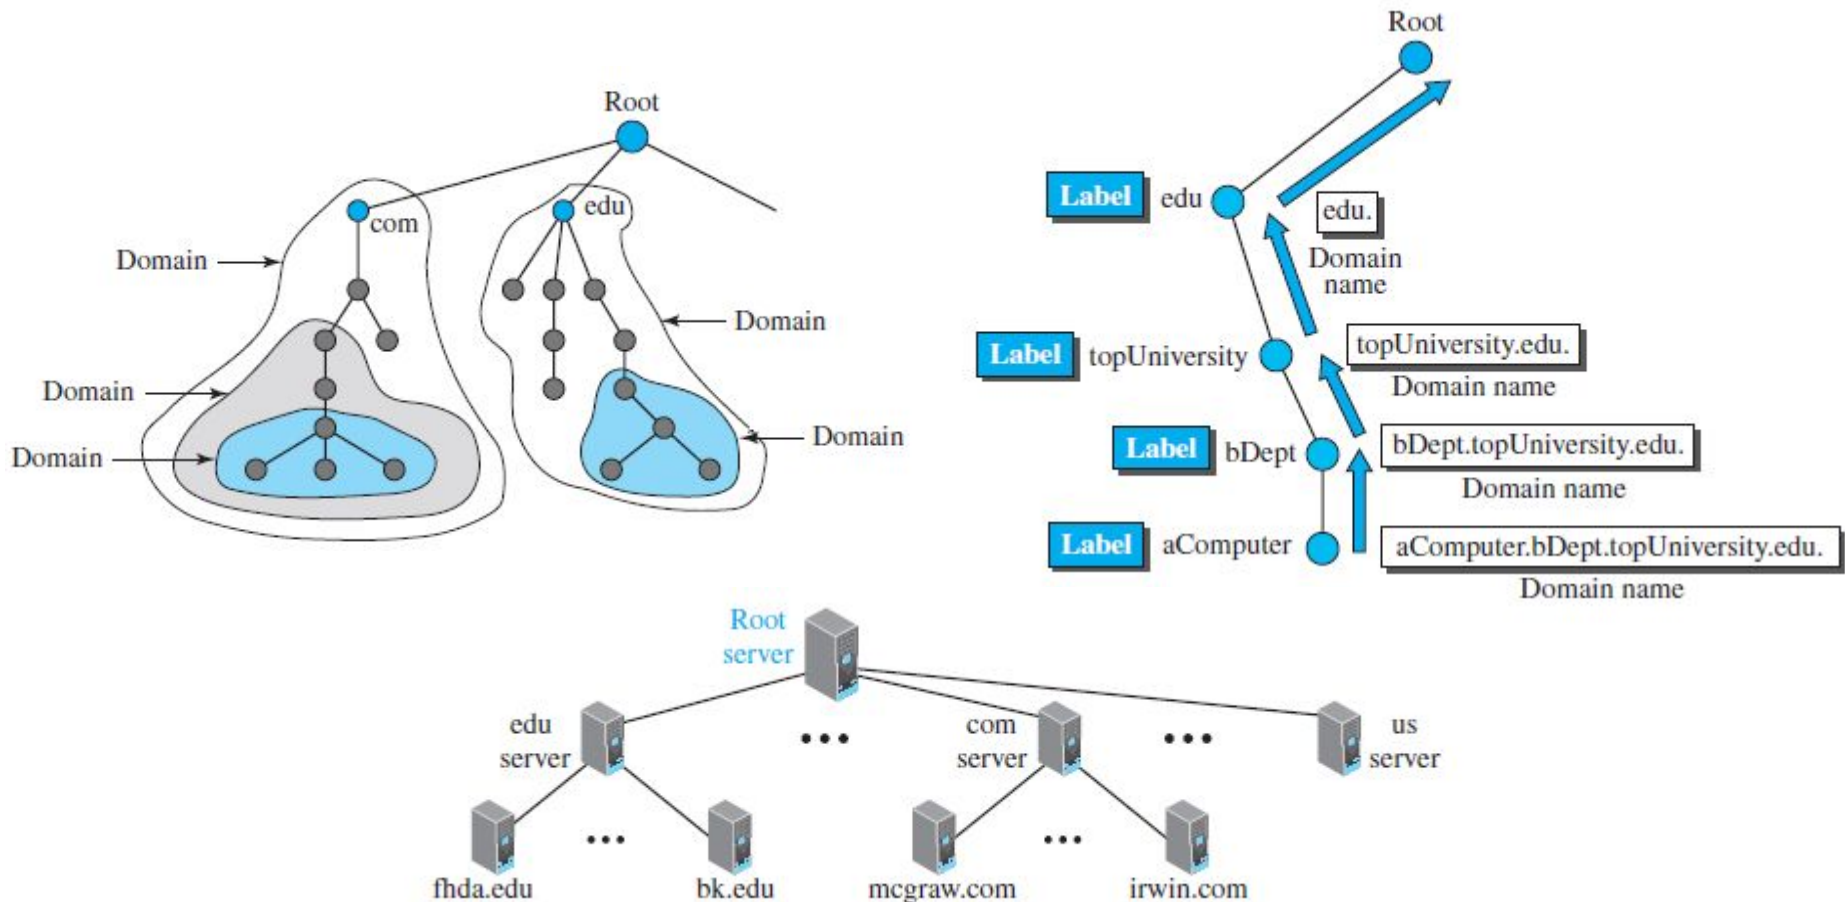 Root
com
edu
Domain
Domain
Domain
Domain
Domain
Root
Label edu
edu.
Domain
name
Label topUniversity
topUniversity.edu.
Domain name
Label bDept
bDept.topUniversity.edu.
Domain name
Label aComputer
aComputer.bDept.topUniversity.edu.
Domain name
Root
server
edu
server
com
server
us
server
fhda.edu
bk.edu
mcgraw.com
irwin.com